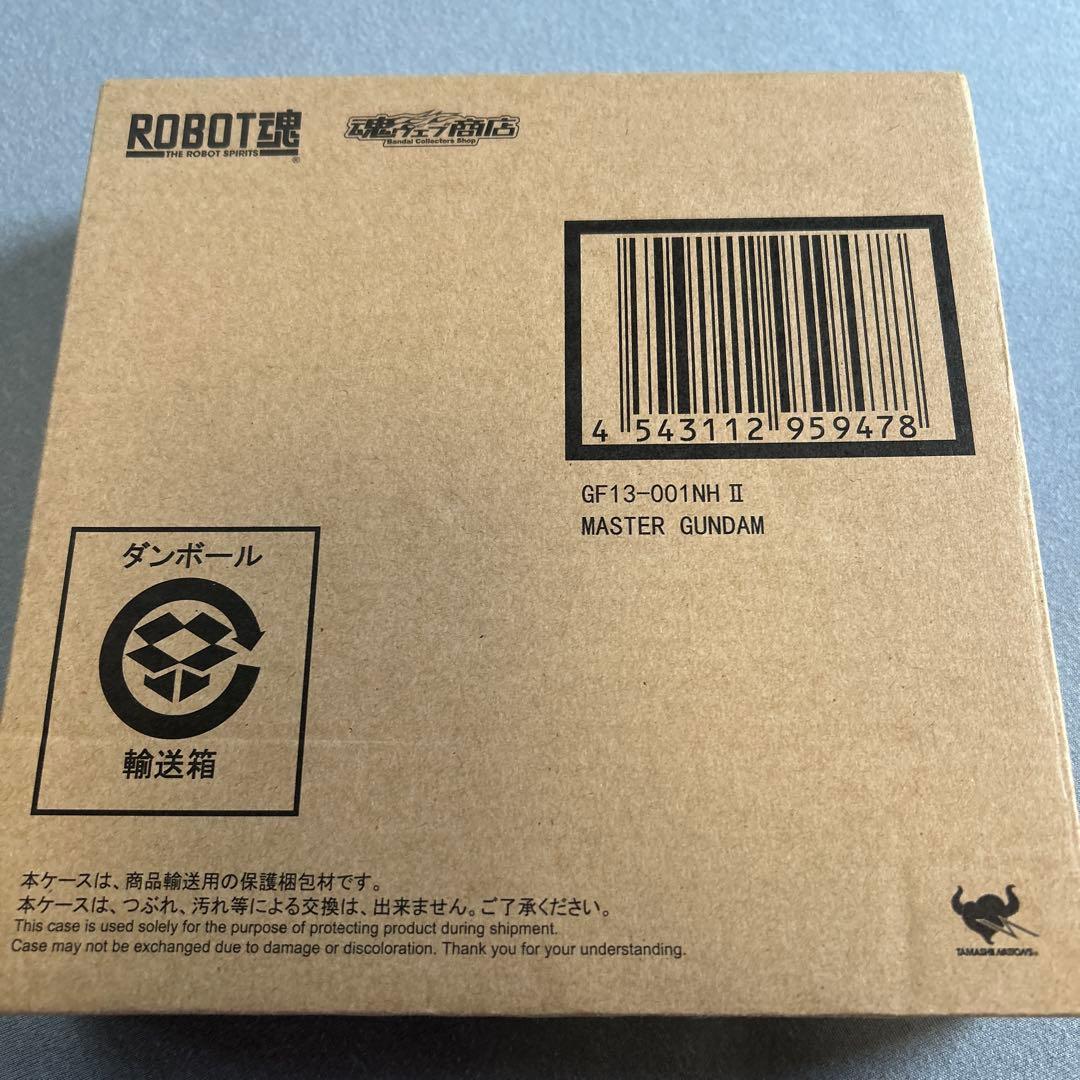 ROBOT魂
THE ROBOT SPIRITS®
魂ウェブ商店
Bandai Collectors Shop
4 543112 959478
GF13-001NHⅡ
MASTER GUNDAM
ダンボール
輸送箱
本ケースは、商品輸送用の保護梱包材です。
本ケースは、つぶれ、汚れ等による交換は、出来ません。ご了承ください。
This case is used solely for the purpose of protecting product during shipment.
Case may not be exchanged due to damage or discoloration. Thank you for your understanding.
TAMASHII NATIONS®